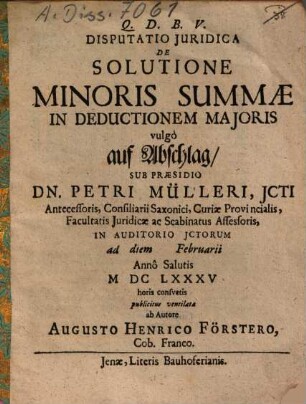 A. Diss. 7061
Q. D. B. V.
DISPUTATIO JURIDICA
DE
SOLUTIONE
MINORIS SUMMÆ
IN DEDUCTIONEM MAJORIS
vulgò
auf Abschlag/
SUB PRÆSIDIO
DN. PETRI MÜLLERI, JCTI
Antecessoris, Consiliarii Saxonici, Curiæ Provincialis,
Facultatis Juridicæ ac Scabinatus Assessoris,
IN AUDITORIO JCTORUM
ad diem Februarii
Annô Salutis
M DC LXXXV
horis consvetis
publicitus ventilata
ab Autore
AUGUSTO HENRICO FÖRSTERO,
Cob. Franco.
Jenæ, Literis Bauhoferianis.